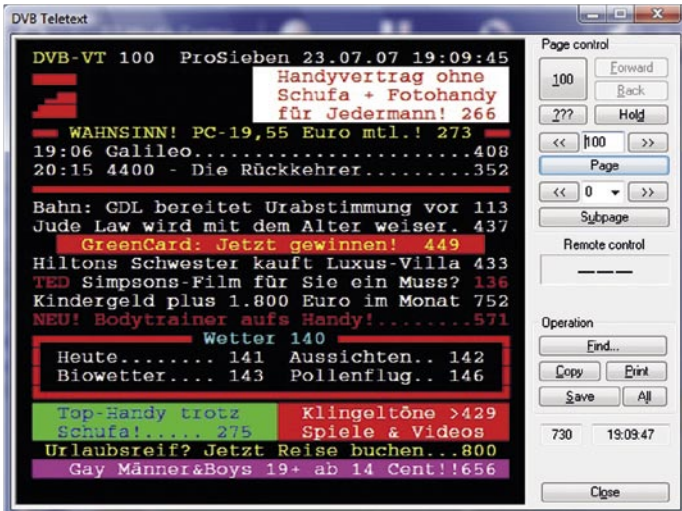 DVB Teletext
DVB-VT 100 ProSieben 23.07.07 19:09:45
Handyvertrag ohne
Schufa + Fotohandy
für Jedermann! 266
WAHNSINN! PC-19,55 Euro mtl.! 273
19:06 Galileo.........................408
20:15 4400 - Die Rückkehrer...........352
Bahn: GDL bereitet Urabstimmung vor 113
Jude Law wird mit dem Alter weiser. 437
GreenCard: Jetzt gewinnen! 449
Hiltons Schwester kauft Luxus-Villa 433
TED Simpsons-Film für Sie ein Muss? 136
Kindergeld plus 1.800 Euro im Monat 752
NEU! Bodytrainer aufs Handy!........571
Wetter 140
Heute........ 141 Aussichten.. 142
Biowetter.... 143 Pollenflug.. 146
Top-Handy trotz
Schufa!..... 275
Klingeltöne >429
Spiele & Videos
Urlaubsreif? Jetzt Reise buchen...800
Gay Männer&Boys 19+ ab 14 Cent!!656
Page control
100
Forward
Back
???
Hold
<< 100 >>
Page
<< 0 >>
Subpage
Remote control
---
Operation
Find...
Copy Print
Save All
730 19:09:47
Close